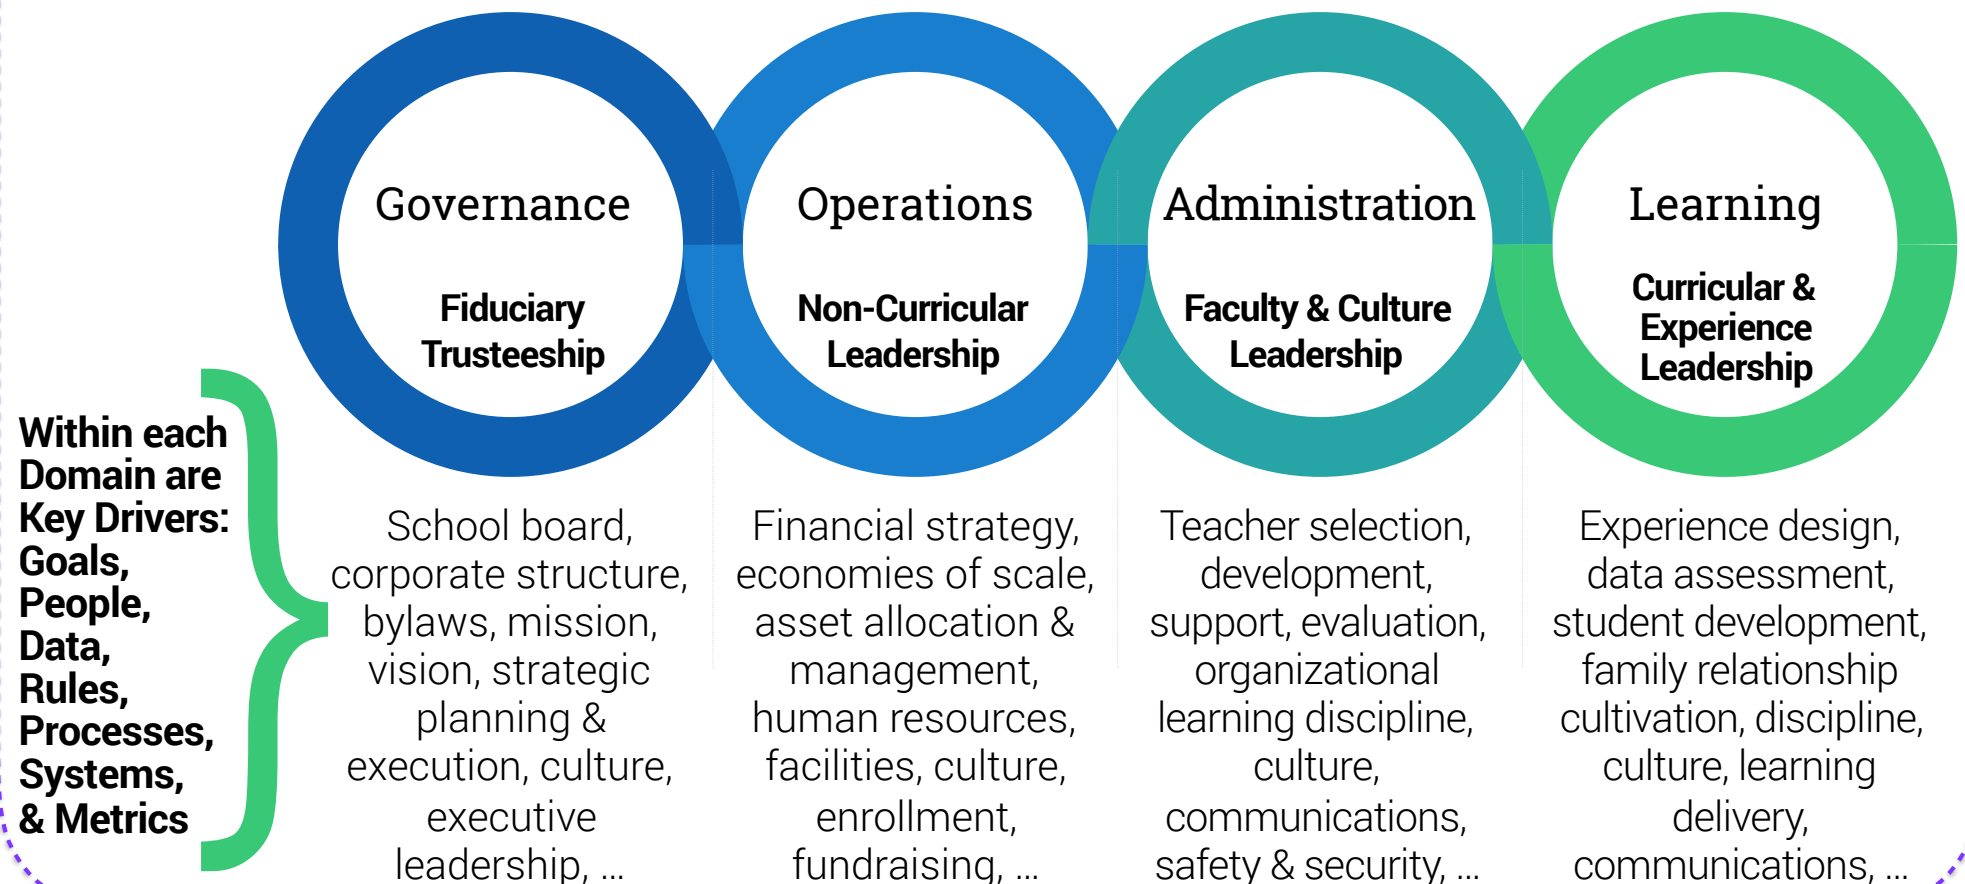 Governance
Fiduciary
Trusteeship
Operations
Non-Curricular
Leadership
Administration
Faculty & Culture
Leadership
Learning
Curricular &
Experience
Leadership
Within each
Domain are
Key Drivers:
Goals,
People,
Data,
Rules,
Processes,
Systems,
& Metrics
School board,
corporate structure,
bylaws, mission,
vision, strategic
planning &
execution, culture,
executive
leadership, ...
Financial strategy,
economies of scale,
asset allocation &
management,
human resources,
facilities, culture,
enrollment,
fundraising, ...
Teacher selection,
development,
support, evaluation,
organizational
learning discipline,
culture,
communications,
safety & security, ...
Experience design,
data assessment,
student development,
family relationship
cultivation, discipline,
culture, learning
delivery,
communications, ...